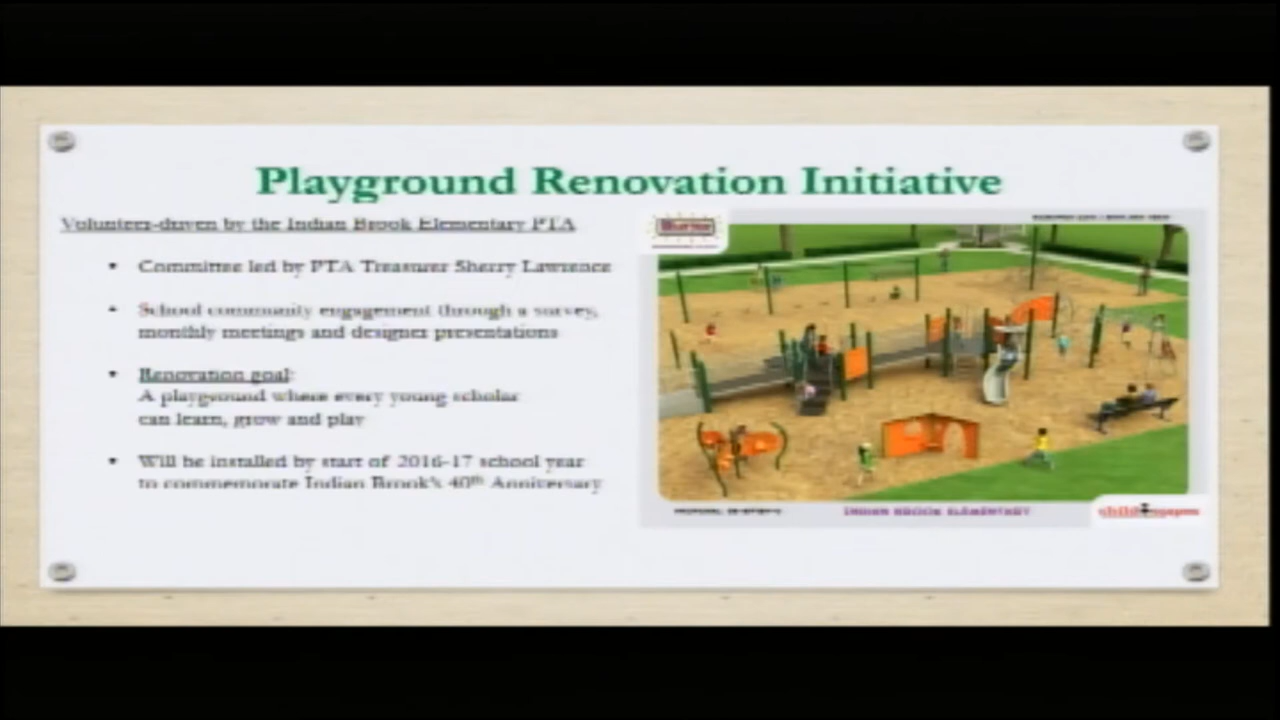 Playground Renovation Initiative
Volunteer-driven by the Indian Brook Elementary PTA
• Committee led by PTA Treasurer Sherry Lawrence
• School community engagement through a survey,
monthly meetings and designer presentations
• Renovation goal:
A playground where every young scholar
can learn, grow and play
• Will be installed by start of 2016-17 school year
to commemorate Indian Brook's 40th Anniversary
Burke
INDIAN BROOK ELEMENTARY
child